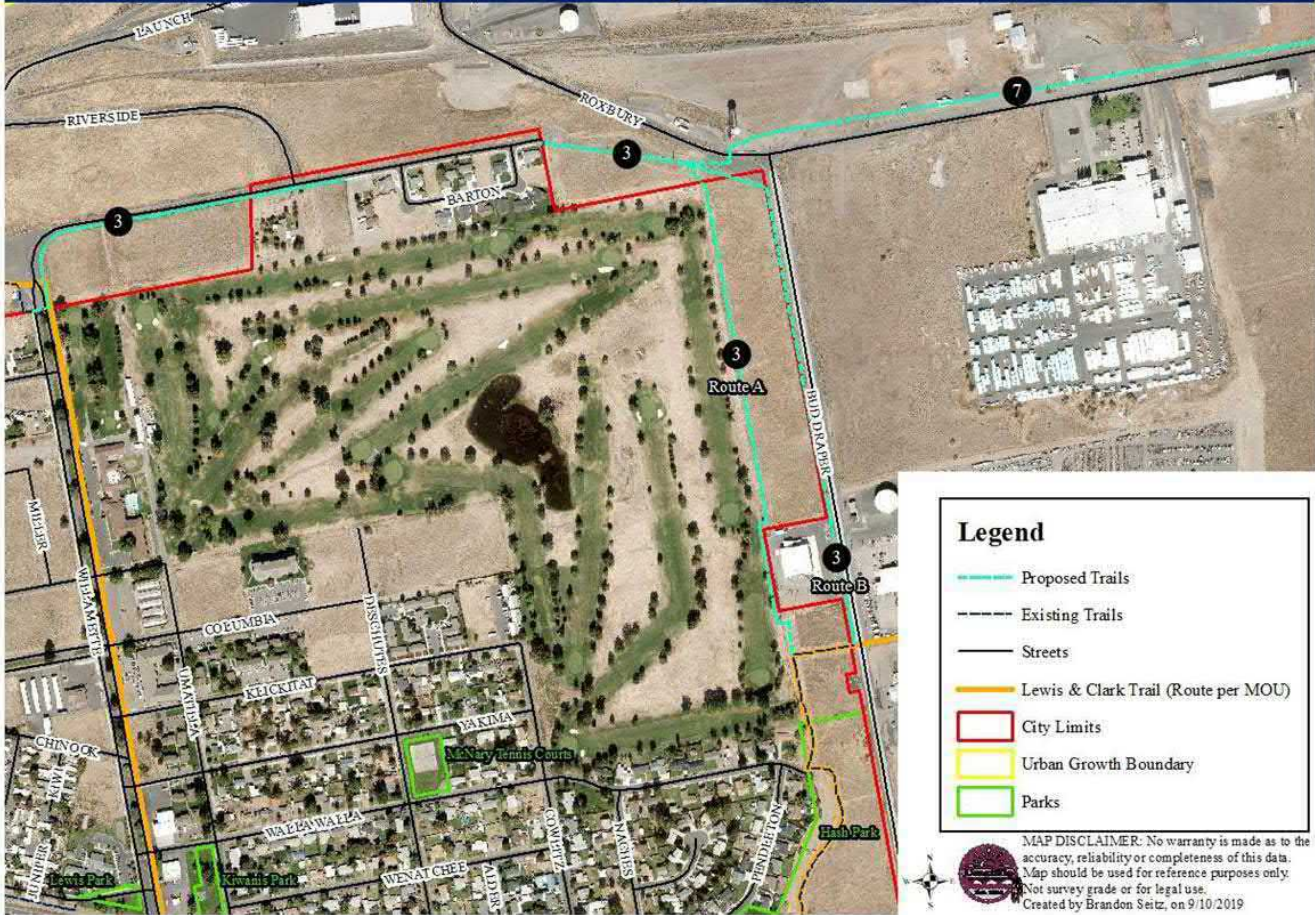 LAUNCH
ROXBURY
7
RIVERSIDE
3
BARTON
3
3
Route A
BUD DRAPER
3
Route B
MILLER
WILLAMETTE
COLUMBIA
DESCHUTES
UMATILLA
KLICKITAT
YAKIMA
CHINOOK
KIWI
McNary Tennis Courts
WALLA WALLA
JUNIPER
WENATCHEE
ALDER
COWLITZ
NACHES
PENDLETON
Hash Park
Lewis Park
Kiwanis Park
Legend
Proposed Trails
Existing Trails
Streets
Lewis & Clark Trail (Route per MOU)
City Limits
Urban Growth Boundary
Parks
MAP DISCLAIMER: No warranty is made as to the
accuracy, reliability or completeness of this data.
Map should be used for reference purposes only.
Not survey grade or for legal use.
Created by Brandon Seitz, on 9/10/2019